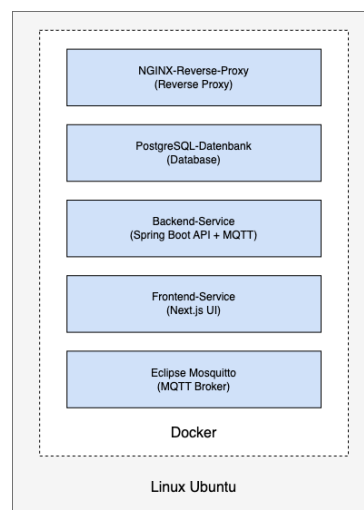 NGINX-Reverse-Proxy
(Reverse Proxy)
PostgreSQL-Datenbank
(Database)
Backend-Service
(Spring Boot API + MQTT)
Frontend-Service
(Next.js UI)
Eclipse Mosquitto
(MQTT Broker)
Docker
Linux Ubuntu